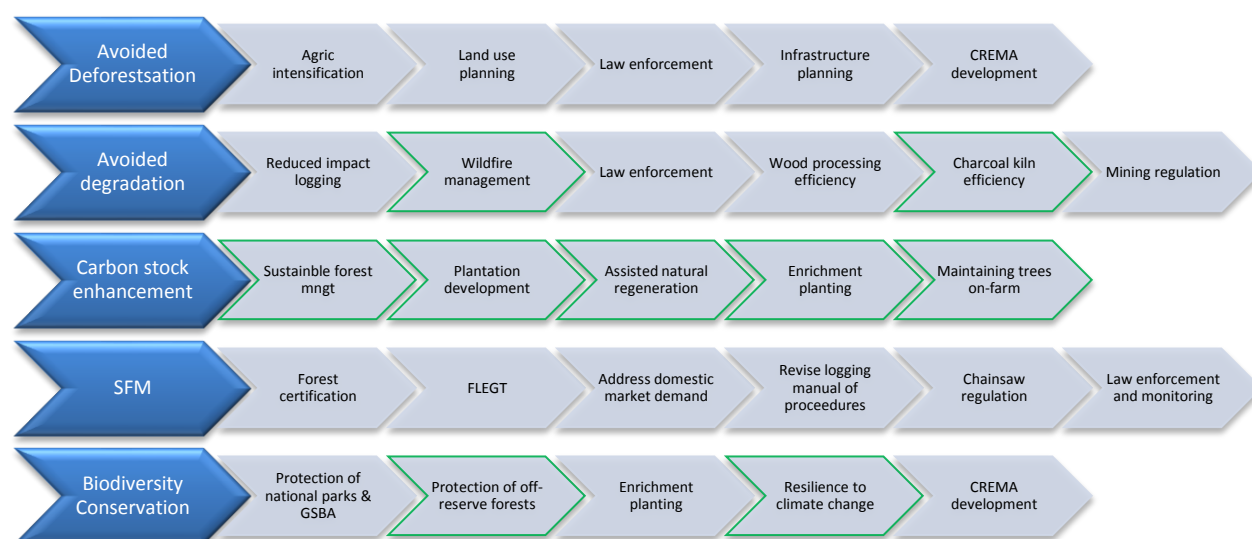 Avoided
Deforestsation
Agric
intensification
Land use
planning
Law enforcement
Infrastructure
planning
CREMA
development
Avoided
degradation
Reduced impact
logging
Wildfire
management
Law enforcement
Wood processing
efficiency
Charcoal kiln
efficiency
Mining regulation
Carbon stock
enhancement
Sustainble forest
mngt
Plantation
development
Assisted natural
regeneration
Enrichment
planting
Maintaining trees
on-farm
SFM
Forest
certification
FLEGT
Address domestic
market demand
Revise logging
manual of
proceedures
Chainsaw
regulation
Law enforcement
and monitoring
Biodiversity
Conservation
Protection of
national parks &
GSBA
Protection of off-
reserve forests
Enrichment
planting
Resilience to
climate change
CREMA
development